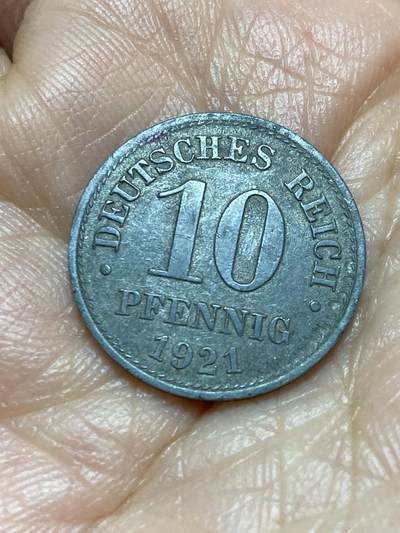 DEUTSCHES REICH
10
PFENNIG
1921